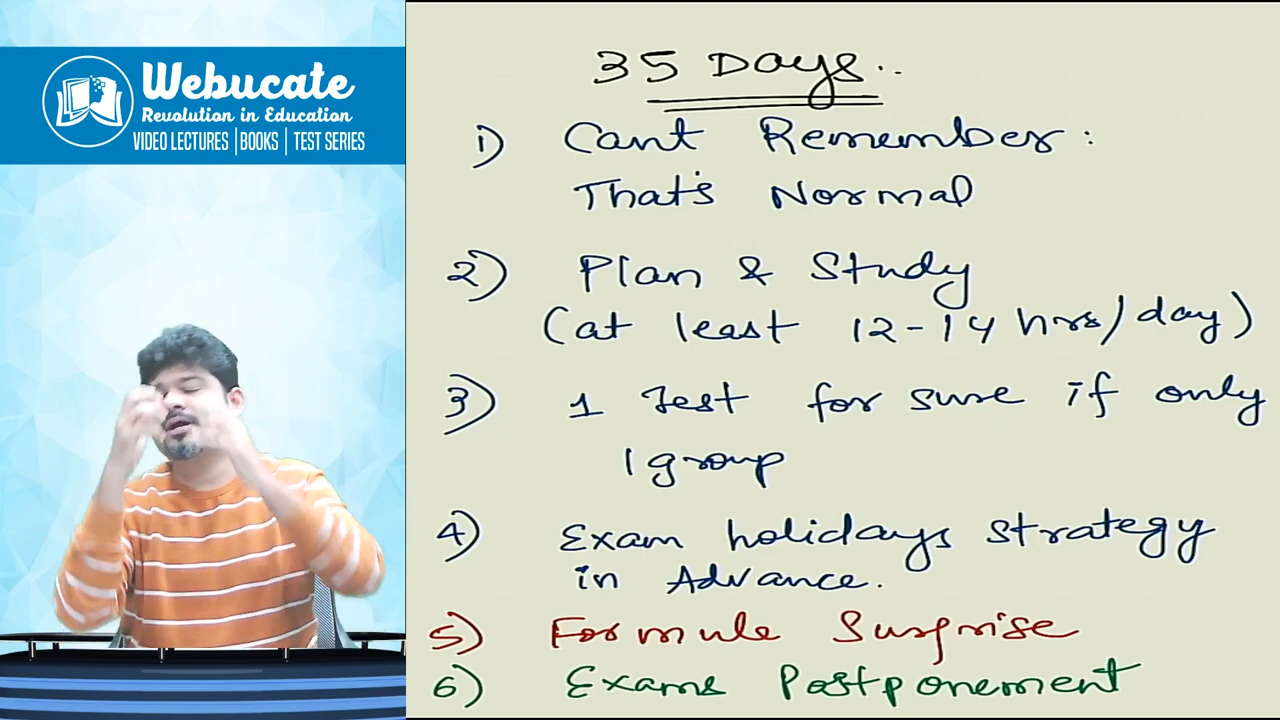 Webucate
Revolution in Education
VIDEO LECTURES | BOOKS | TEST SERIES
35 Days..
1) Cant Remember:
That's Normal
2) Plan & Study
(at least 12-14 hrs/day)
3) 1 Test for sure if only
1 group
4) Exam holidays strategy
in Advance.
5) Formule Surprise
6) Exams Postponement